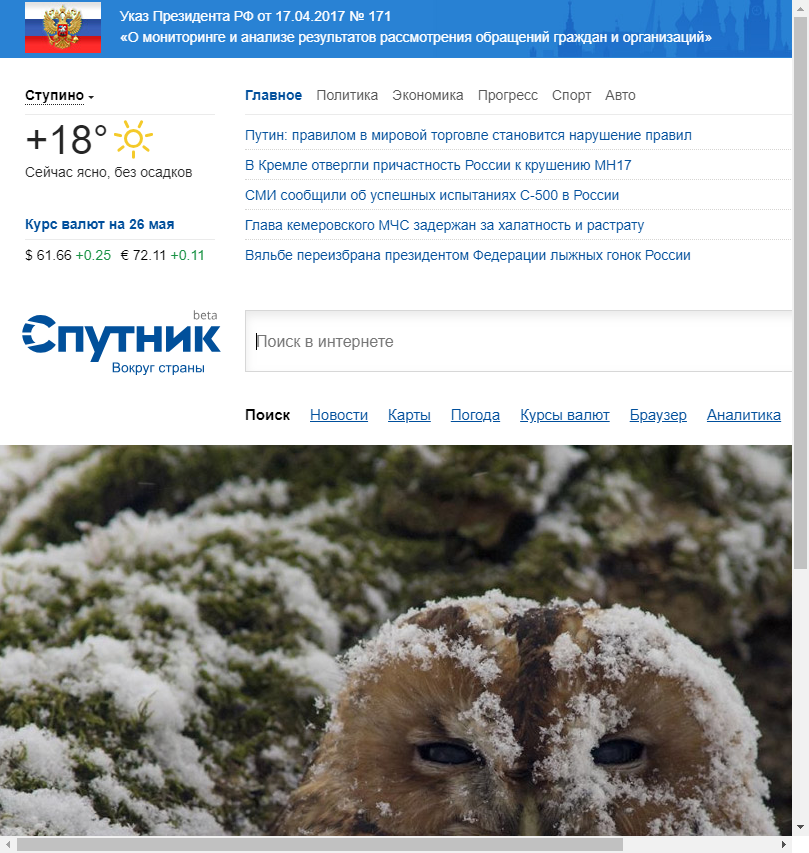 Указ Президента РФ от 17.04.2017 № 171
«О мониторинге и анализе результатов рассмотрения обращений граждан и организаций»
Ступино
+18°
Сейчас ясно, без осадков
Курс валют на 26 мая
$ 61.66 +0.25 € 72.11 +0.11
Главное Политика Экономика Прогресс Спорт Авто
Путин: правилом в мировой торговле становится нарушение правил
В Кремле отвергли причастность России к крушению MH17
СМИ сообщили об успешных испытаниях С-500 в России
Глава кемеровского МЧС задержан за халатность и растрату
Вяльбе переизбрана президентом Федерации лыжных гонок России
beta
Спутник
Вокруг страны
Поиск в интернете
Поиск Новости Карты Погода Курсы валют Браузер Аналитика